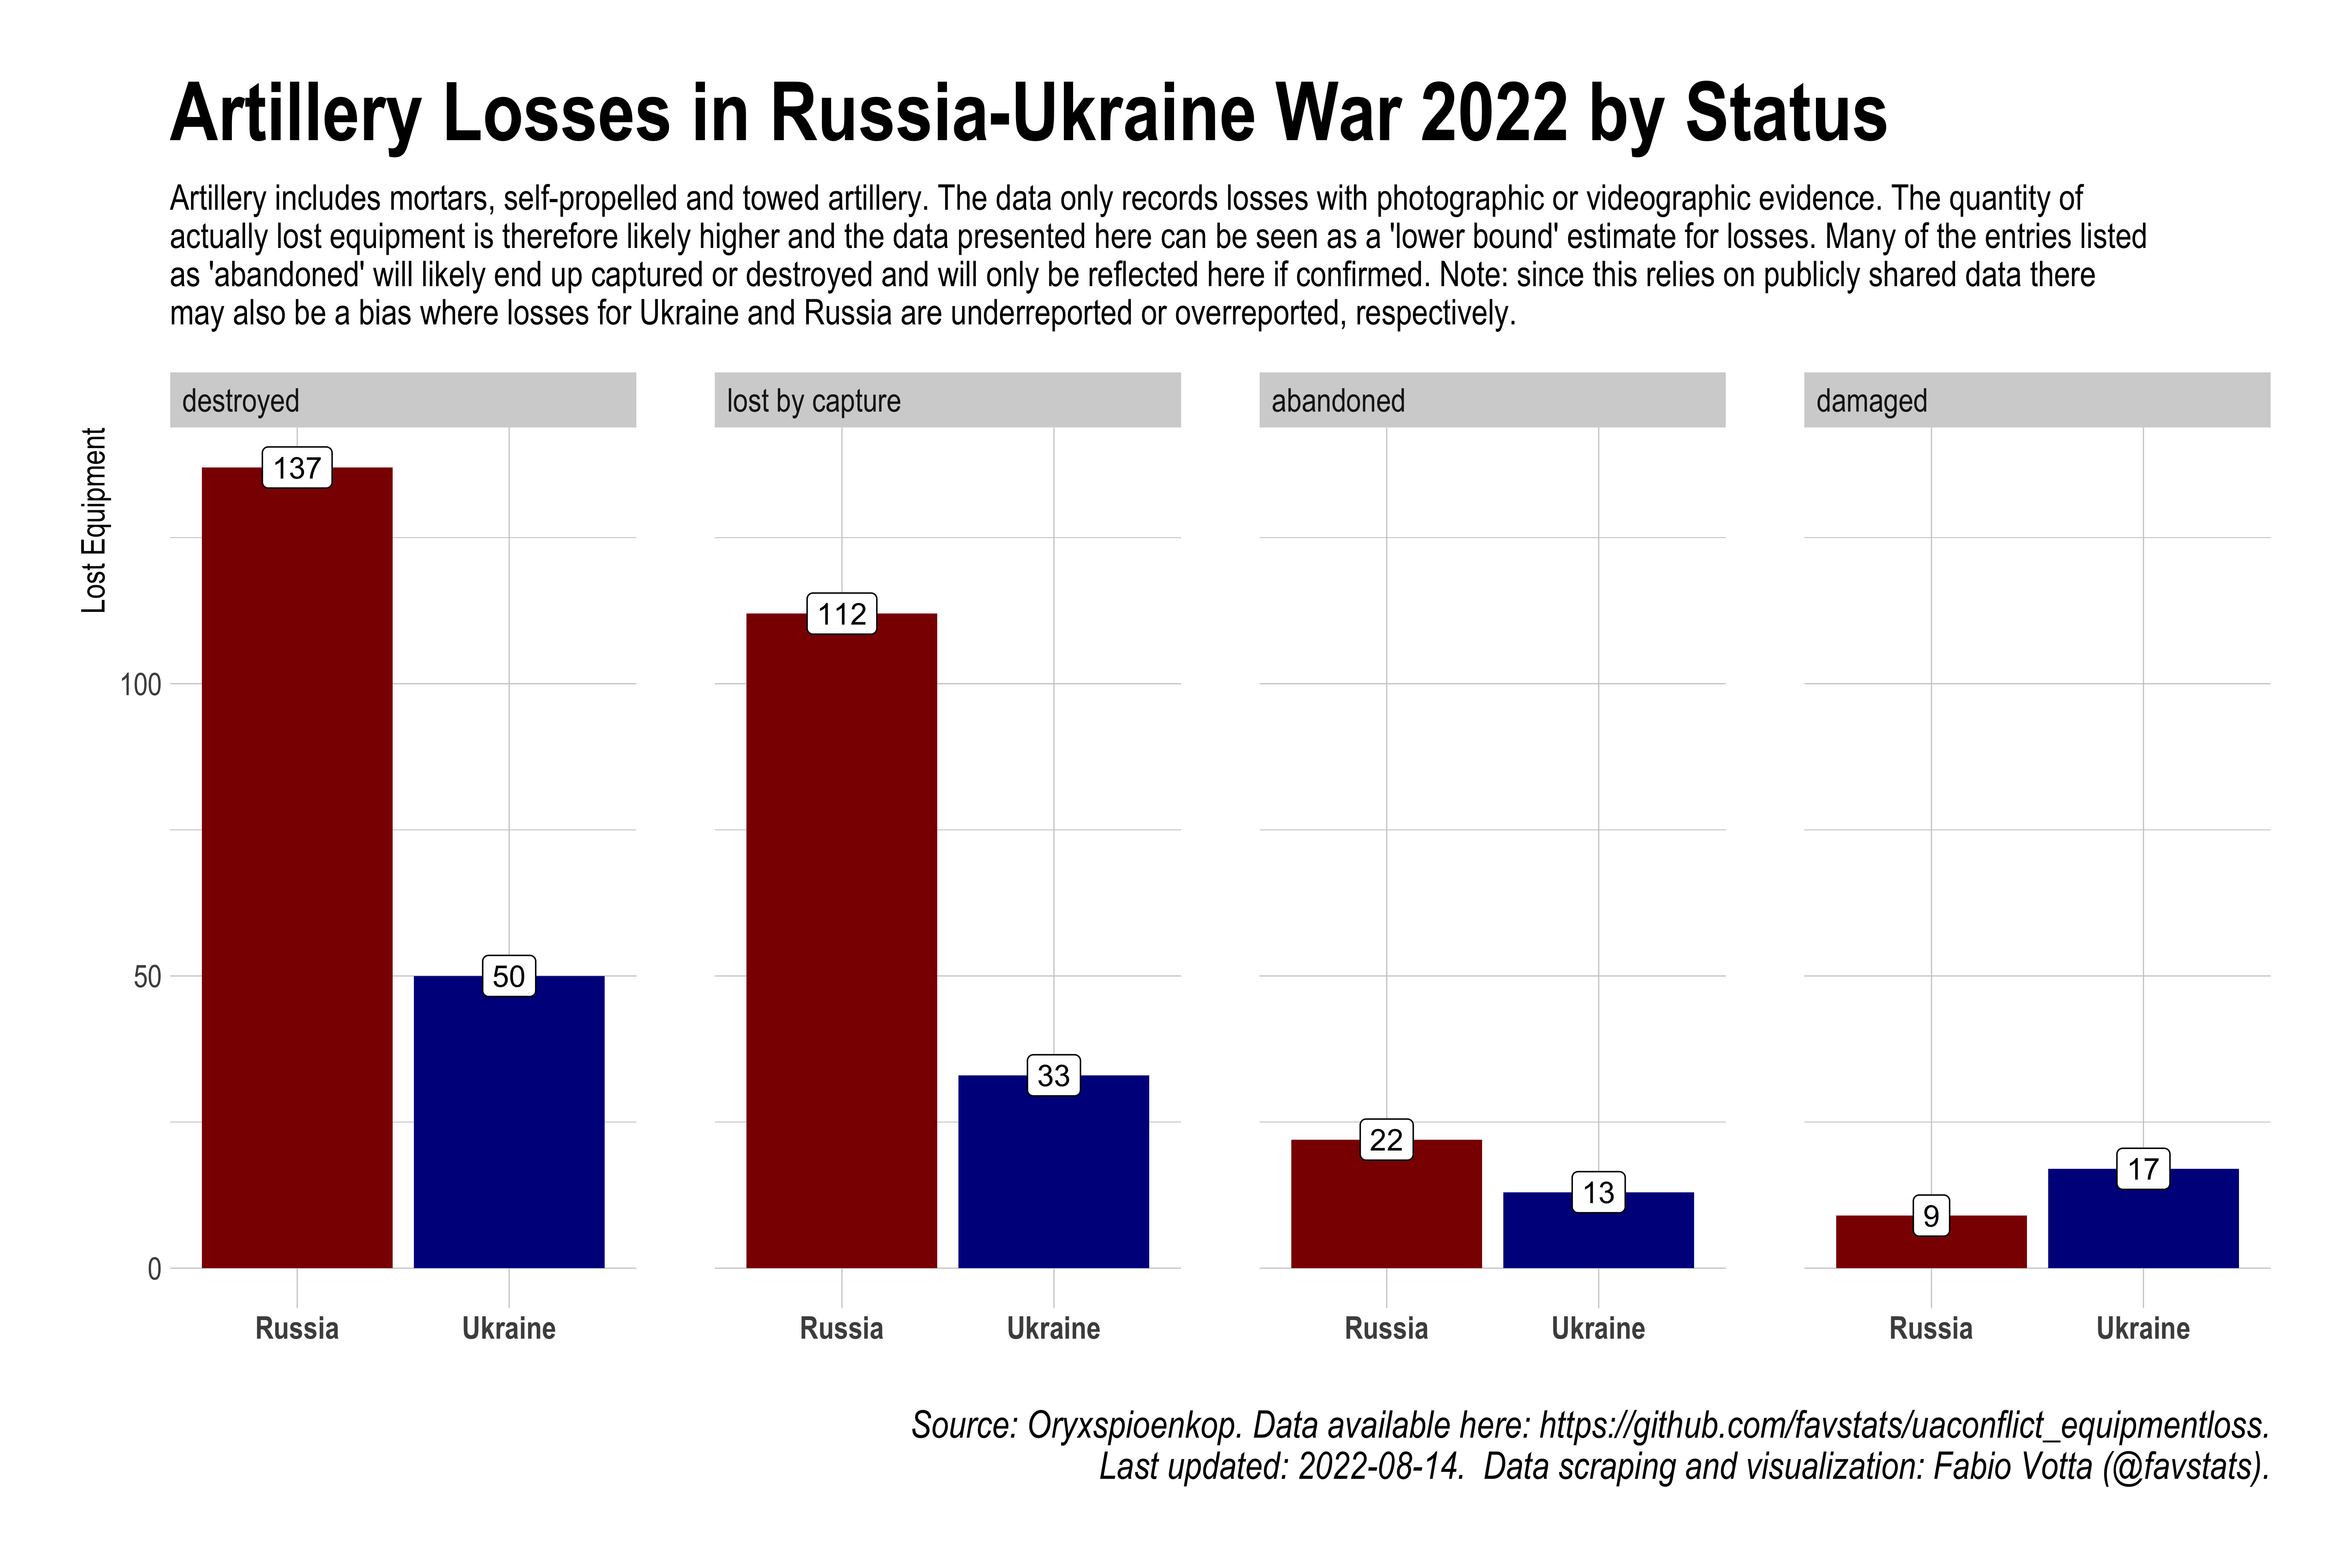 Artillery Losses in Russia-Ukraine War 2022 by Status
Artillery includes mortars, self-propelled and towed artillery. The data only records losses with photographic or videographic evidence. The quantity of
actually lost equipment is therefore likely higher and the data presented here can be seen as a 'lower bound' estimate for losses. Many of the entries listed
as 'abandoned' will likely end up captured or destroyed and will only be reflected here if confirmed. Note: since this relies on publicly shared data there
may also be a bias where losses for Ukraine and Russia are underreported or overreported, respectively.
destroyed
lost by capture
abandoned
damaged
Lost Equipment
100
50
0
137
50
112
33
22
13
9
17
Russia
Ukraine
Russia
Ukraine
Russia
Ukraine
Russia
Ukraine
Source: Oryxspioenkop. Data available here: https://github.com/favstats/uaconflict_equipmentloss.
Last updated: 2022-08-14.  Data scraping and visualization: Fabio Votta (@favstats).